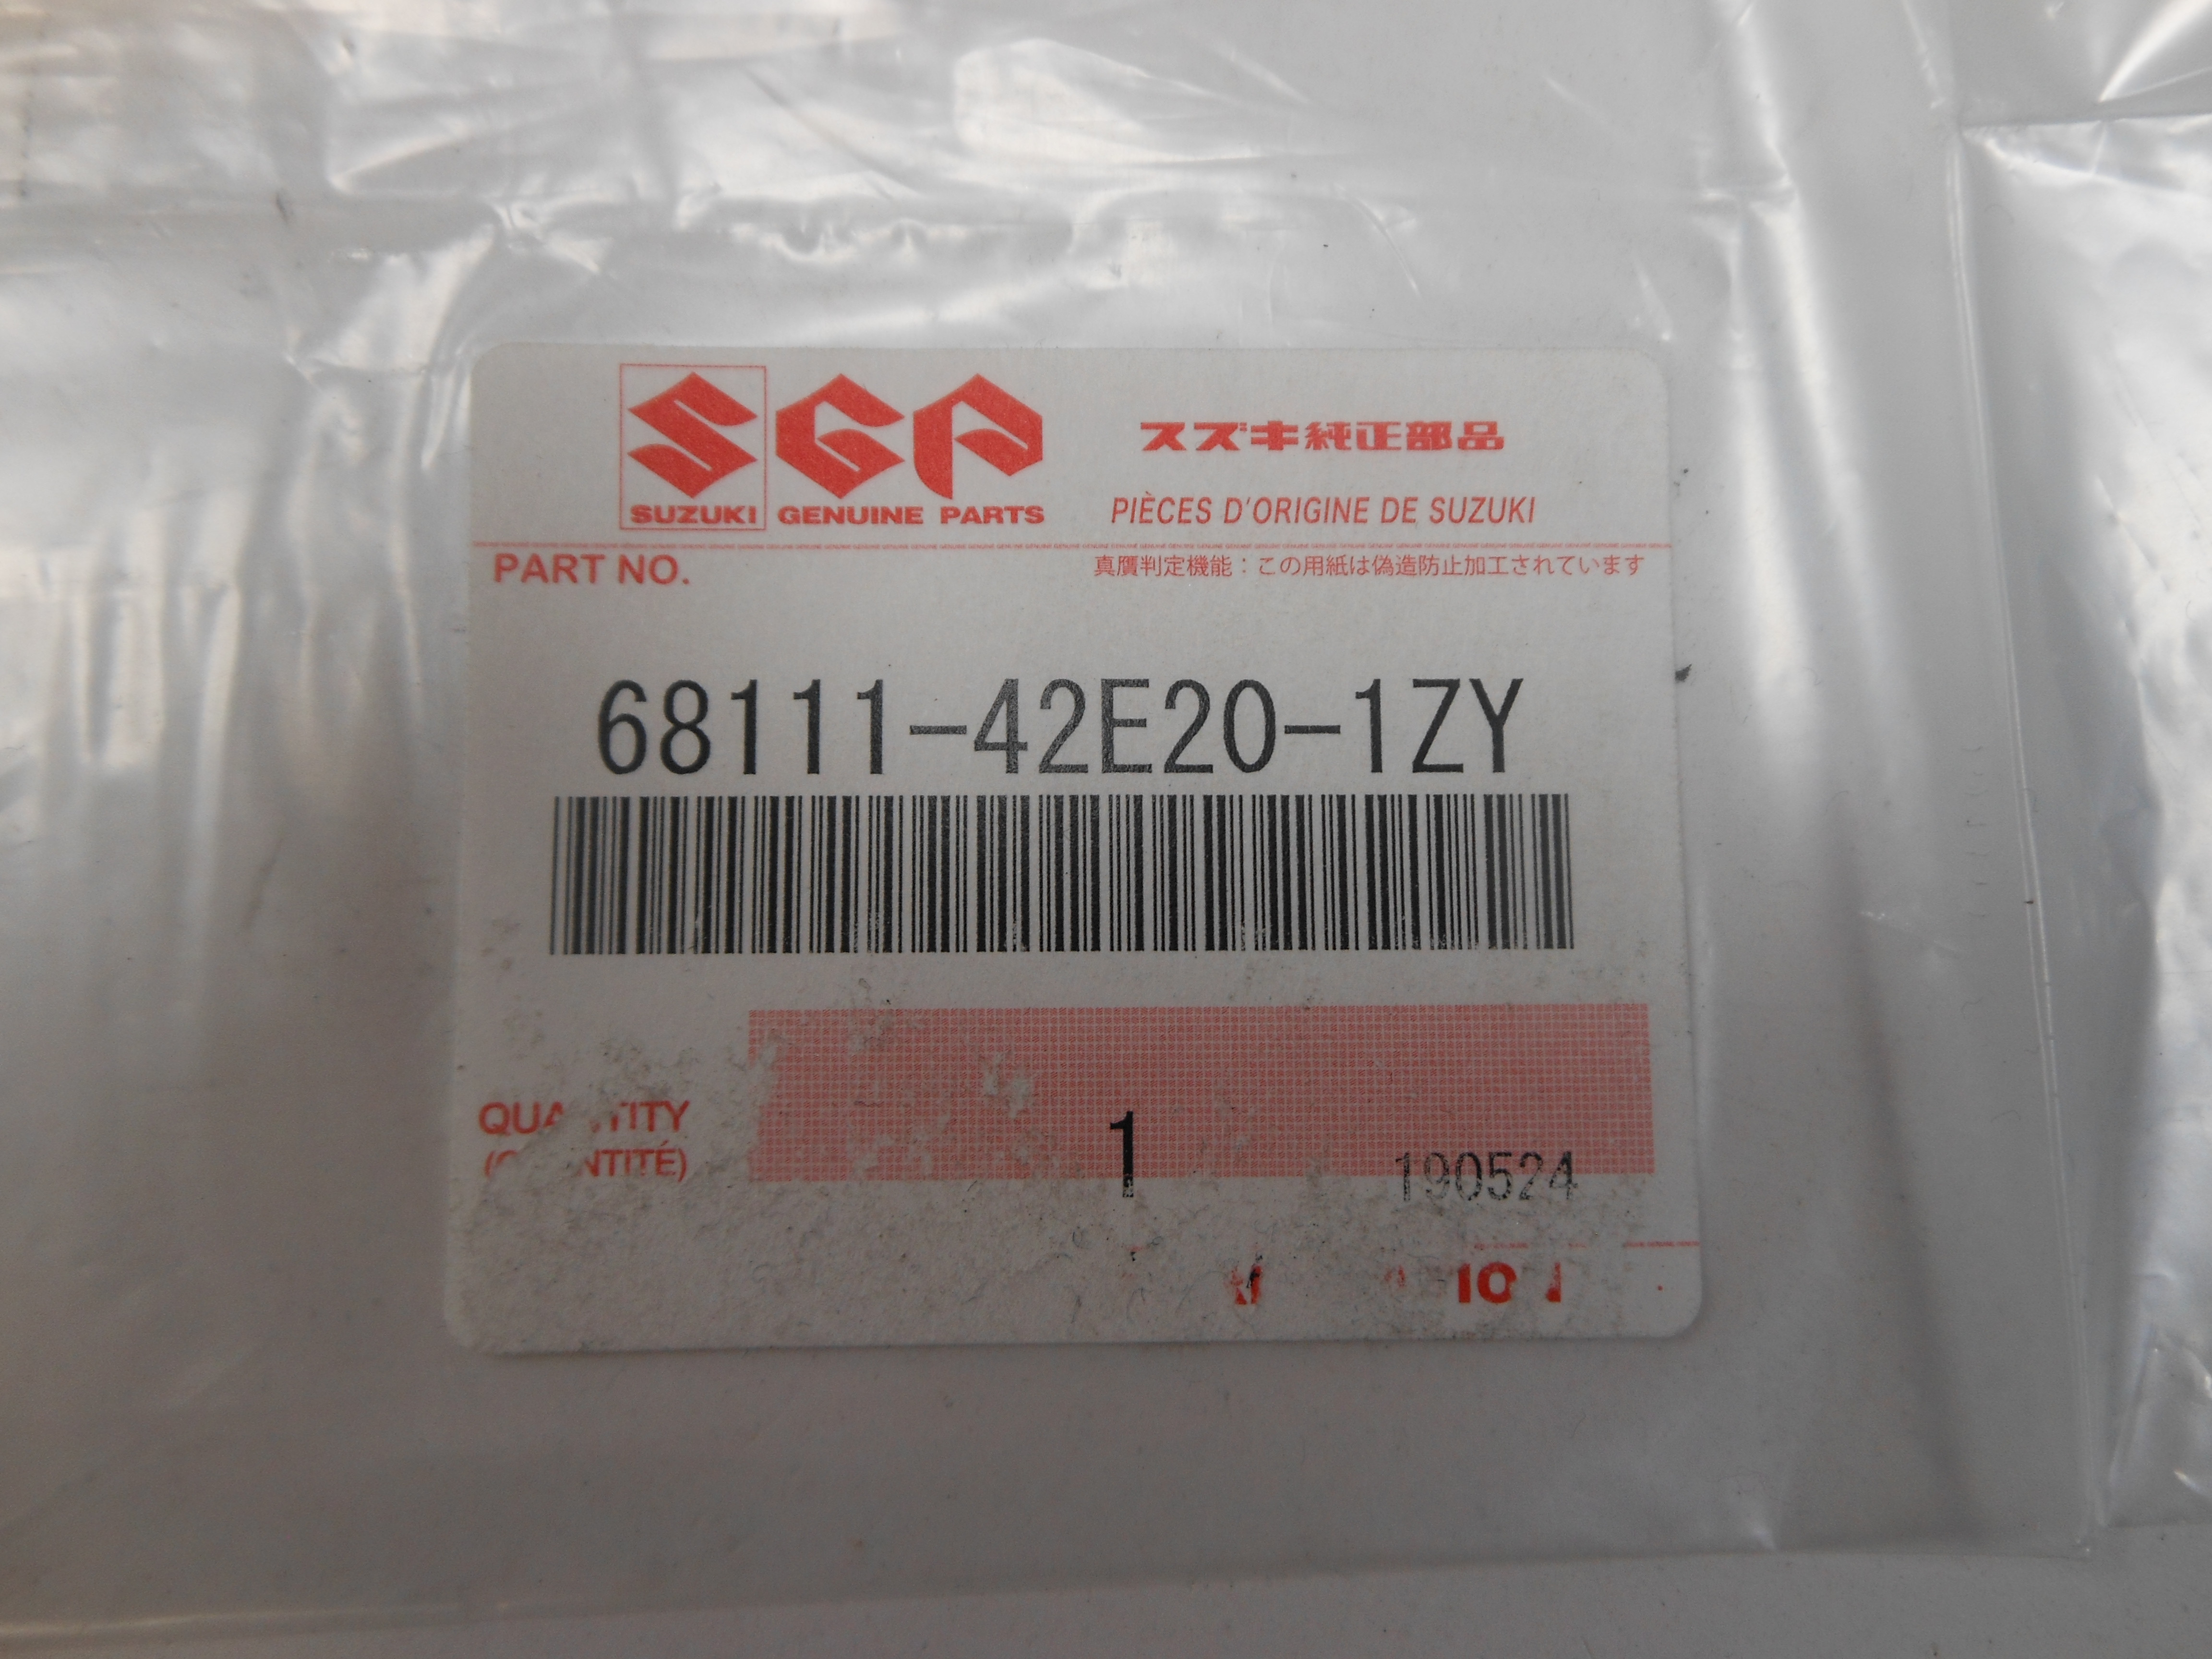 SGP
SUZUKI GENUINE PARTS
スズキ純正部品
PIÈCES D'ORIGINE DE SUZUKI
PART NO.
真贋判定機能：この用紙は偽造防止加工されています
68111-42E20-1ZY
QUANTITY
(QUANTITÉ)
1
190524